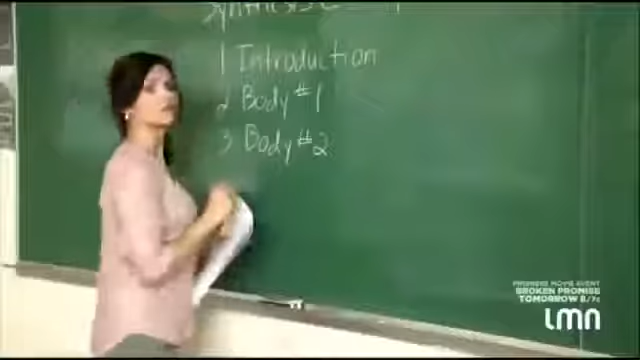 1 Introduction
2 Body #1
3 Body #2
PREMIERE MOVIE EVENT
BROKEN PROMISE
TOMORROW 8/7c
LMN